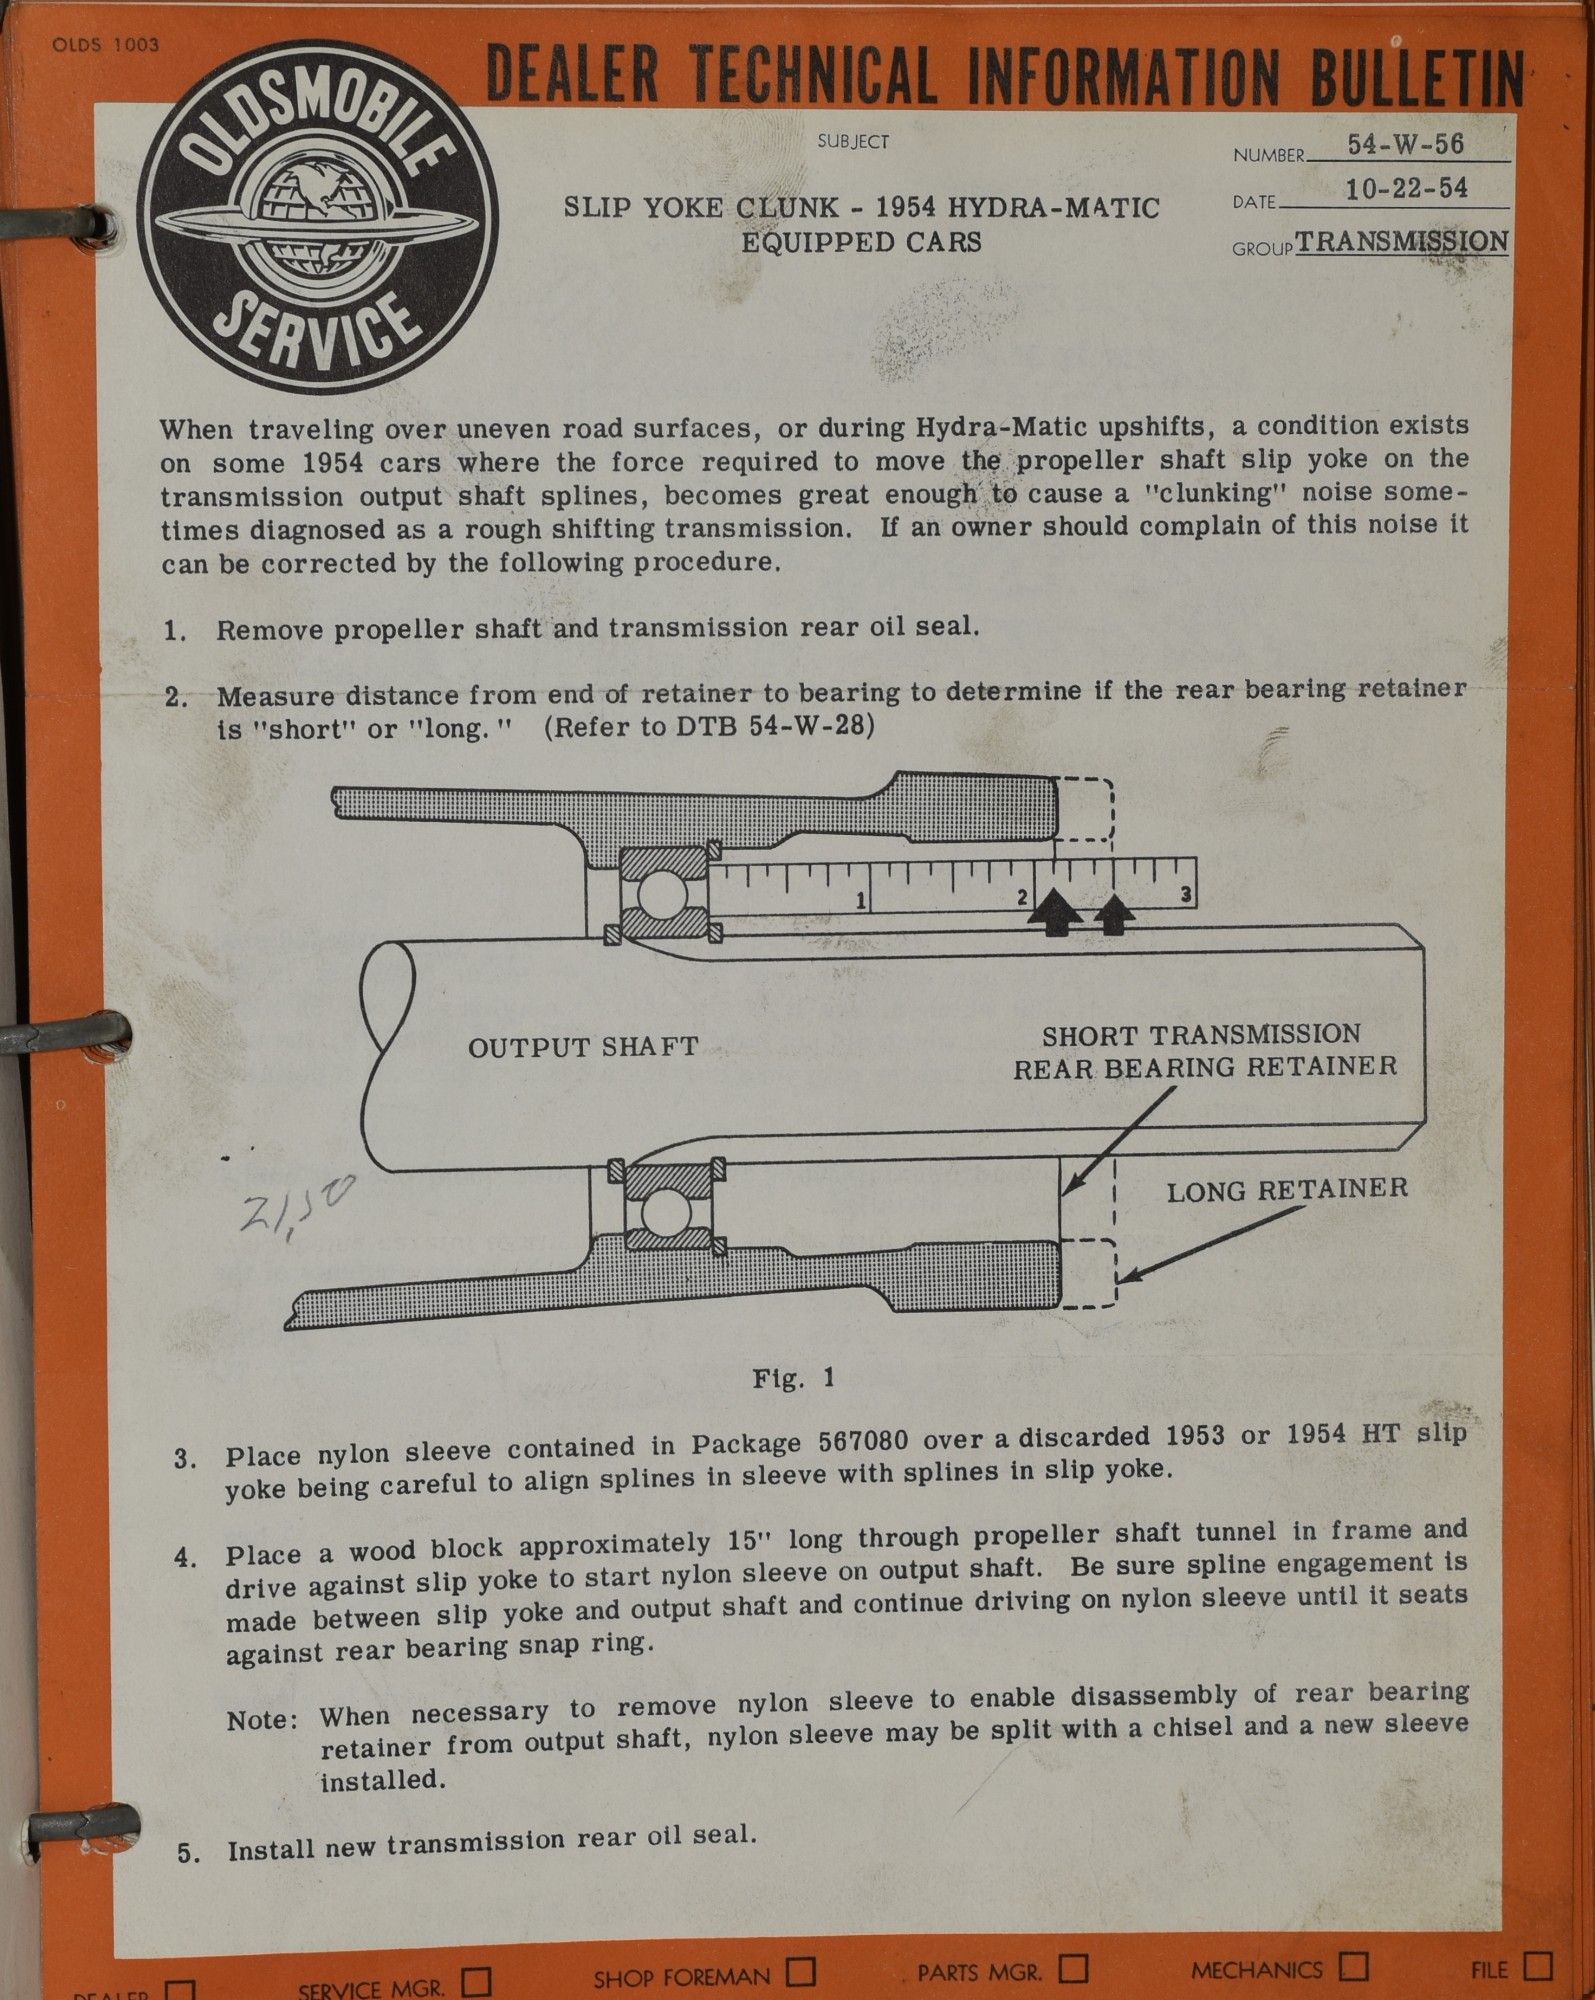 OLDS 1003
DEALER TECHNICAL INFORMATION BULLETIN
OLDSMOBILE
SERVICE
SUBJECT
SLIP YOKE CLUNK - 1954 HYDRA-MATIC
EQUIPPED CARS
NUMBER 54-W-56
DATE 10-22-54
GROUP TRANSMISSION
When traveling over uneven road surfaces, or during Hydra-Matic upshifts, a condition exists
on some 1954 cars where the force required to move the propeller shaft slip yoke on the
transmission output shaft splines, becomes great enough to cause a "clunking" noise some-
times diagnosed as a rough shifting transmission. If an owner should complain of this noise it
can be corrected by the following procedure.
1. Remove propeller shaft and transmission rear oil seal.
2. Measure distance from end of retainer to bearing to determine if the rear bearing retainer
is "short" or "long." (Refer to DTB 54-W-28)
1 2 3
OUTPUT SHAFT
SHORT TRANSMISSION
REAR BEARING RETAINER
LONG RETAINER
Fig. 1
3. Place nylon sleeve contained in Package 567080 over a discarded 1953 or 1954 HT slip
yoke being careful to align splines in sleeve with splines in slip yoke.
4. Place a wood block approximately 15" long through propeller shaft tunnel in frame and
drive against slip yoke to start nylon sleeve on output shaft. Be sure spline engagement is
made between slip yoke and output shaft and continue driving on nylon sleeve until it seats
against rear bearing snap ring.
Note: When necessary to remove nylon sleeve to enable disassembly of rear bearing
retainer from output shaft, nylon sleeve may be split with a chisel and a new sleeve
installed.
5. Install new transmission rear oil seal.
DEALER SERVICE MGR. SHOP FOREMAN PARTS MGR. MECHANICS FILE